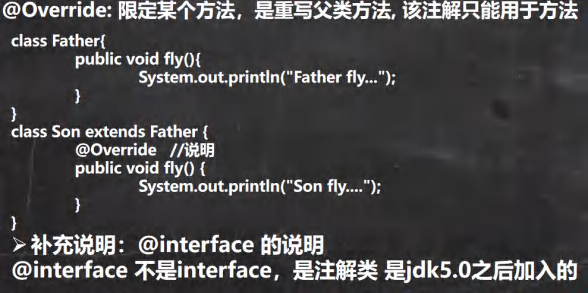 @Override: 限定某个方法，是重写父类方法, 该注解只能用于方法
class Father{
public void fly(){
System.out.println("Father fly...");
}
}
class Son extends Father {
@Override //说明
public void fly() {
System.out.println("Son fly....");
}
}
➢ 补充说明：@interface 的说明
@interface 不是interface，是注解类 是jdk5.0之后加入的